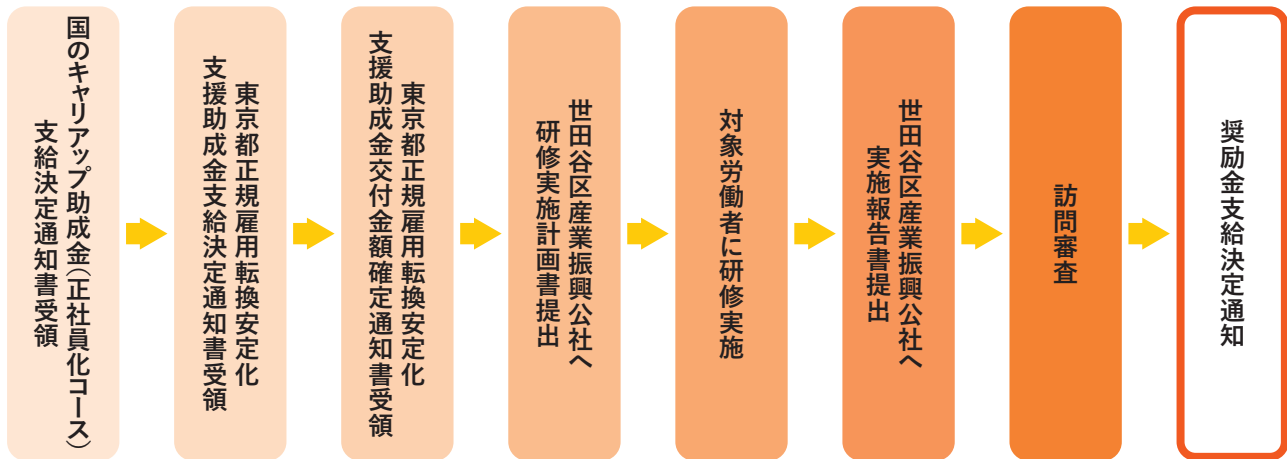 国のキャリアップ助成金（正社員化コース）
支給決定通知書受領
東京都正規雇用転換安定化
支援助成金支給決定通知書受領
東京都正規雇用転換安定化
支援助成金交付金額確定通知書受領
世田谷区産業振興公社へ
研修実施計画書提出
対象労働者に研修実施
世田谷区産業振興公社へ
実施報告書提出
訪問審査
奨励金支給決定通知